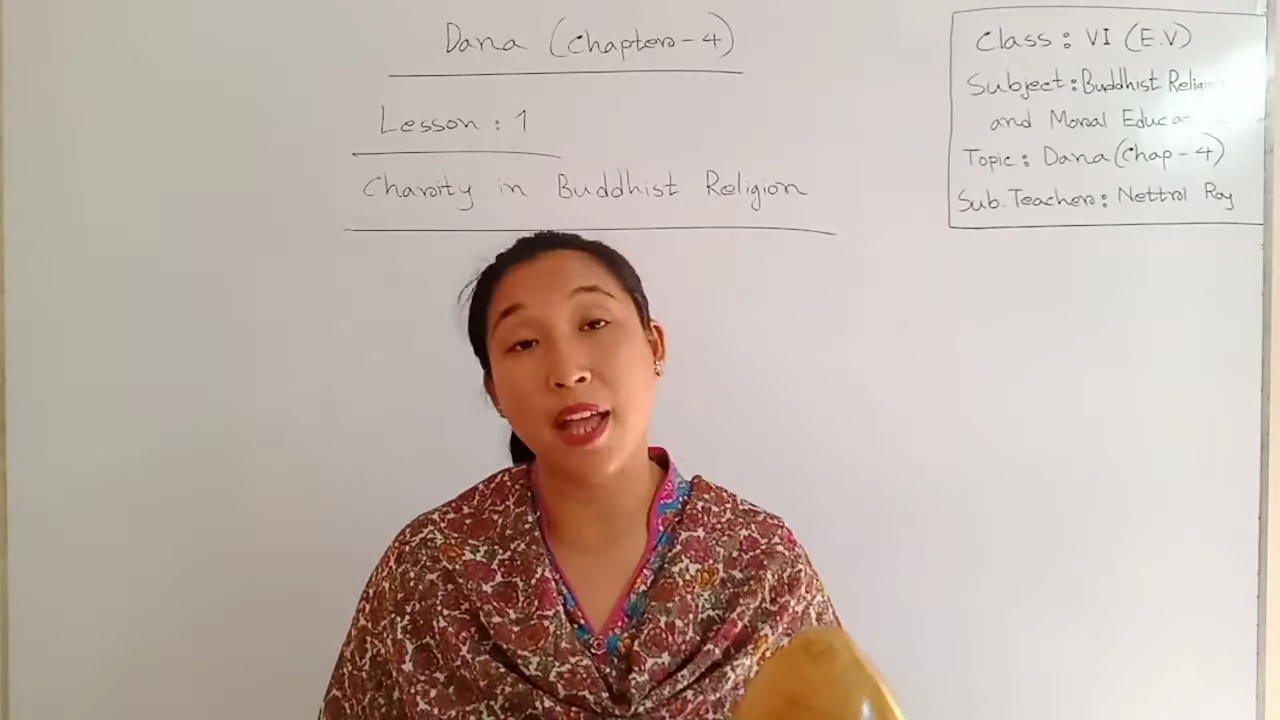 Dana (Chapter-4)
Lesson : 1
Charity in Buddhist Religion
Class : VI (E.V)
Subject : Buddhist
and Moral
Topic : Dana (Chap-4)
Sub. Teacher : Nettroi Roy